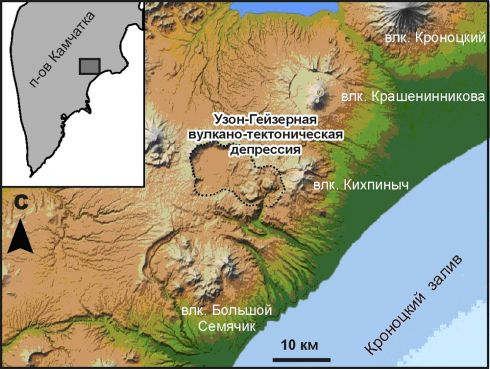 п-ов Камчатка
влк. Кроноцкий
влк. Крашенинникова
Узон-Гейзерная
вулкано-тектоническая
депрессия
влк. Кихпиныч
С
влк. Большой
Семячик
Кроноцкий залив
10 км